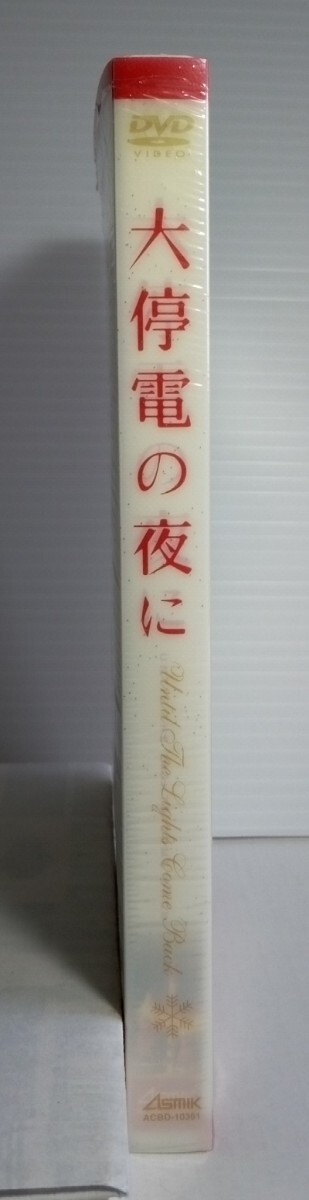 DVD
VIDEO
大停電の夜に
Until The Lights Come Back
ASMIK
ACBD-10361